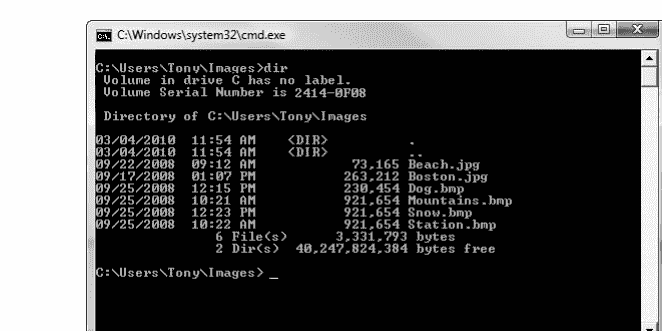 C:\Windows\system32\cmd.exe
C:\Users\Tony\Images>dir
Volume in drive C has no label.
Volume Serial Number is 2414-0F08
Directory of C:\Users\Tony\Images
03/04/2010  11:54 AM    <DIR>          .
03/04/2010  11:54 AM    <DIR>          ..
09/22/2008  09:12 AM            73,165 Beach.jpg
09/17/2008  01:07 PM           263,212 Boston.jpg
09/25/2008  12:15 PM           230,454 Dog.bmp
09/25/2008  10:21 AM           921,654 Mountains.bmp
09/25/2008  12:23 PM           921,654 Snow.bmp
09/25/2008  10:22 AM           921,654 Station.bmp
6 File(s)      3,331,793 bytes
2 Dir(s)  40,247,824,384 bytes free
C:\Users\Tony\Images>_